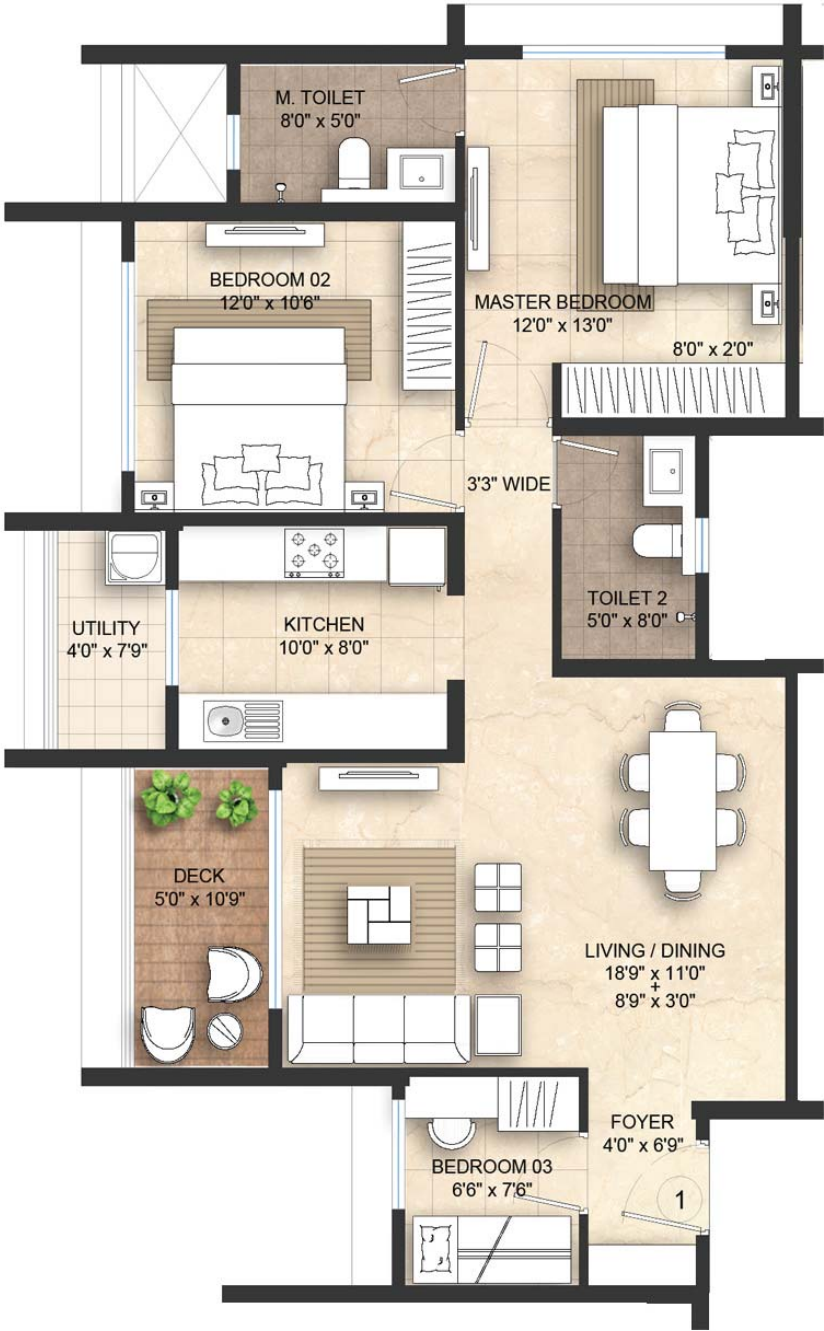 M. TOILET
8'0" x 5'0"
BEDROOM 02
12'0" x 10'6"
MASTER BEDROOM
12'0" x 13'0"
8'0" x 2'0"
3'3" WIDE
TOILET 2
5'0" x 8'0"
UTILITY
4'0" x 7'9"
KITCHEN
10'0" x 8'0"
DECK
5'0" x 10'9"
LIVING / DINING
18'9" x 11'0"
+
8'9" x 3'0"
FOYER
4'0" x 6'9"
BEDROOM 03
6'6" x 7'6"
1